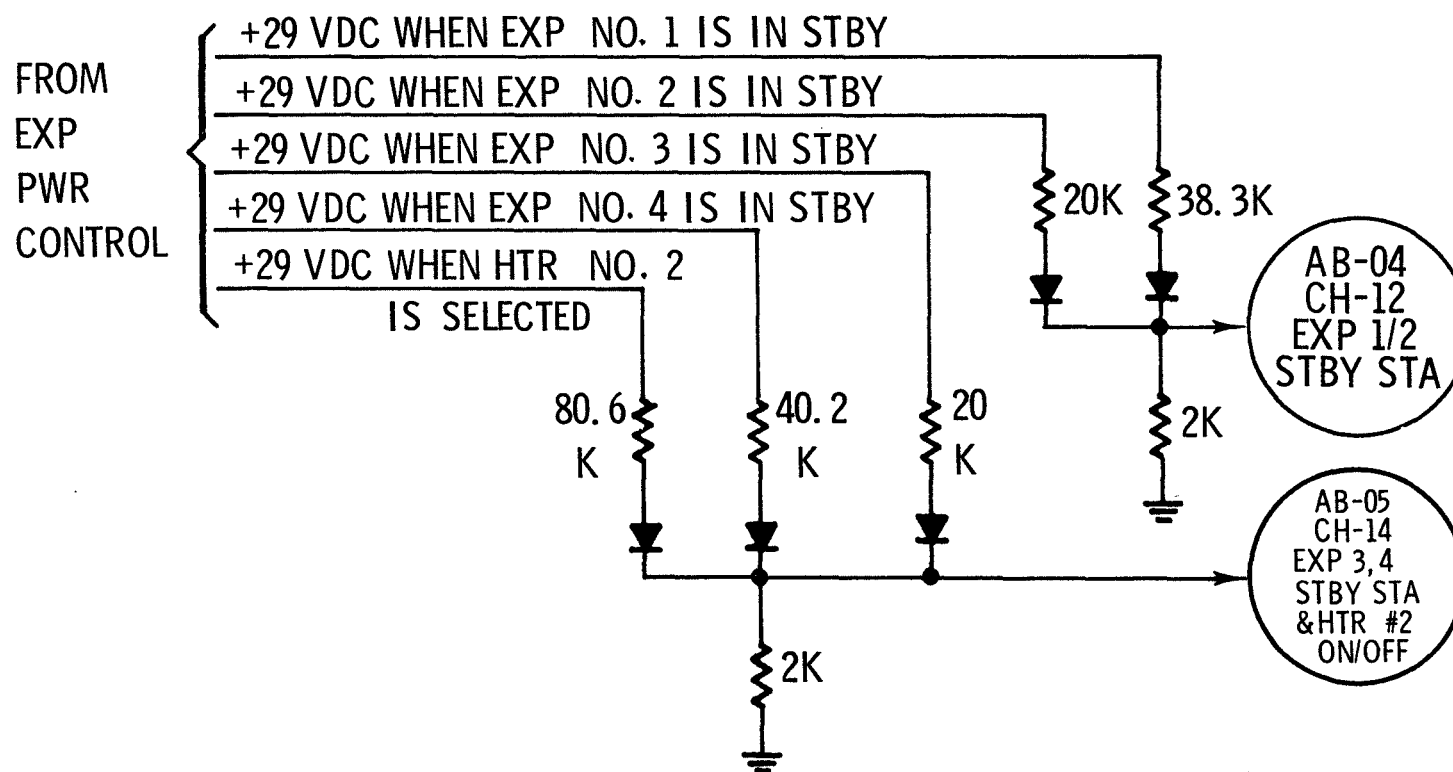 +29 VDC WHEN EXP NO. 1 IS IN STBY
FROM
EXP
PWR
CONTROL
+29 VDC WHEN EXP NO. 2 IS IN STBY
+29 VDC WHEN EXP NO. 3 IS IN STBY
+29 VDC WHEN EXP NO. 4 IS IN STBY
+29 VDC WHEN HTR NO. 2
IS SELECTED
20K
38.3K
AB-04
CH-12
EXP 1/2
STBY STA
80.6
K
40.2
K
20
K
2K
AB-05
CH-14
EXP 3,4
STBY STA
&HTR #2
ON/OFF
2K